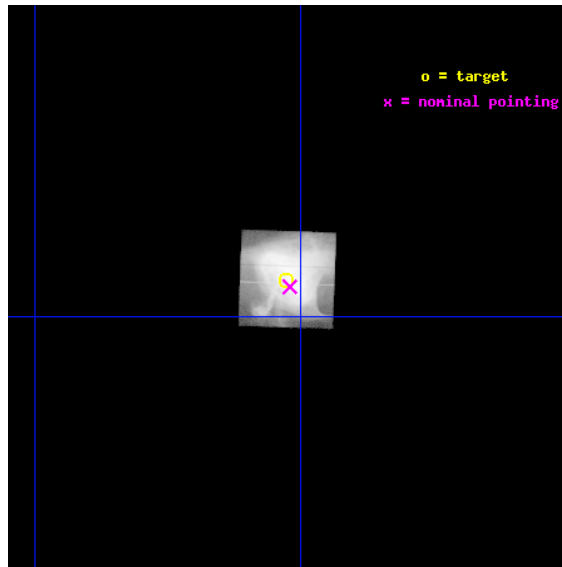 o = target
x = nominal pointing